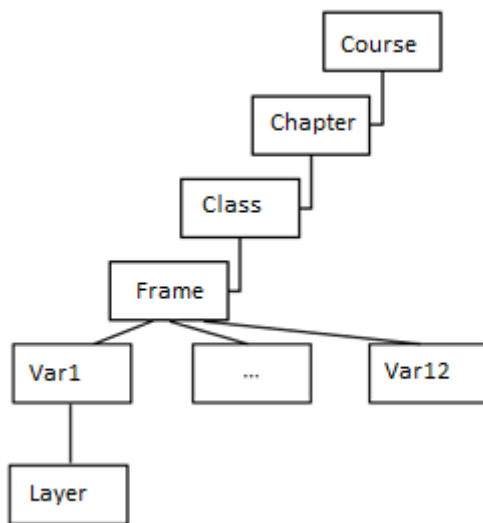 Course
Chapter
Class
Frame
Var1
...
Var12
Layer